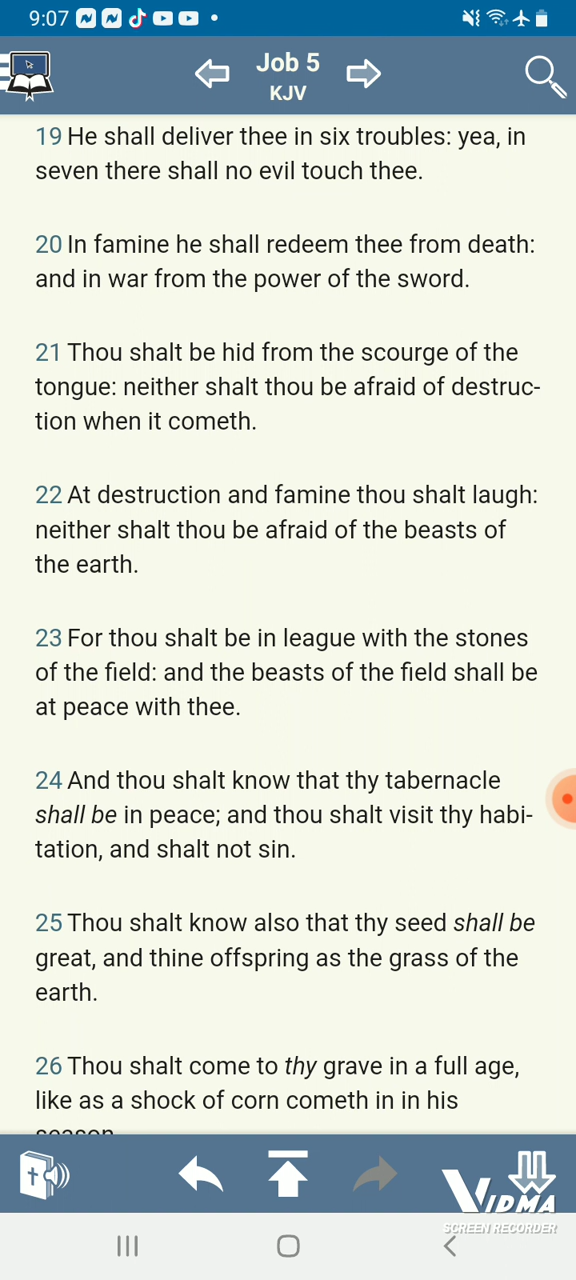 9:07
Job 5
KJV
19 He shall deliver thee in six troubles: yea, in
seven there shall no evil touch thee.
20 In famine he shall redeem thee from death:
and in war from the power of the sword.
21 Thou shalt be hid from the scourge of the
tongue: neither shalt thou be afraid of destruc-
tion when it cometh.
22 At destruction and famine thou shalt laugh:
neither shalt thou be afraid of the beasts of
the earth.
23 For thou shalt be in league with the stones
of the field: and the beasts of the field shall be
at peace with thee.
24 And thou shalt know that thy tabernacle
shall be in peace; and thou shalt visit thy habi-
tation, and shalt not sin.
25 Thou shalt know also that thy seed shall be
great, and thine offspring as the grass of the
earth.
26 Thou shalt come to thy grave in a full age,
like as a shock of corn cometh in in his
season.
VIDMA
SCREEN RECORDER